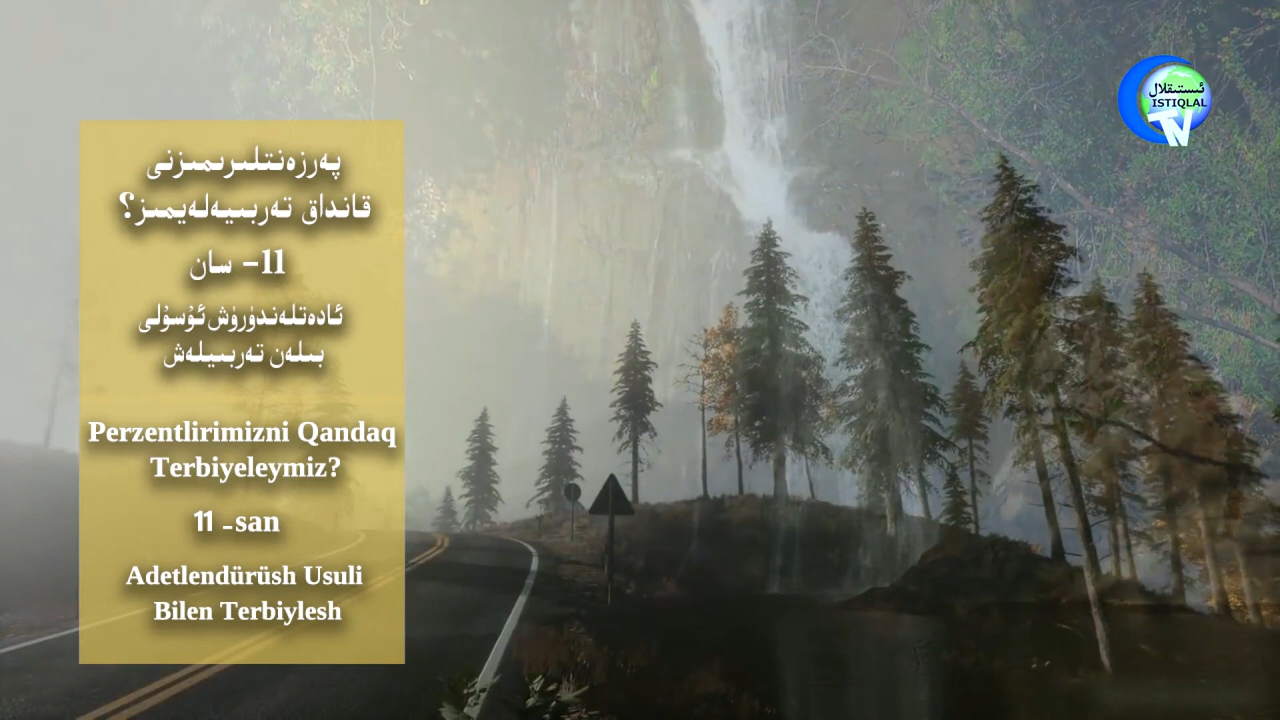 پەرزەنتلىرىمىزنى
قانداق تەربىيەلەيمىز؟
11- سان
ئادەتلەندۈرۈش ئۇسۇلى
بىلەن تەربىيىلەش
Perzentlirimizni Qandaq
Terbiyeleymiz?
11 -san
Adetlendürüsh Usuli
Bilen Terbiylesh
ئىستىقلال
ISTIQLAL
TV